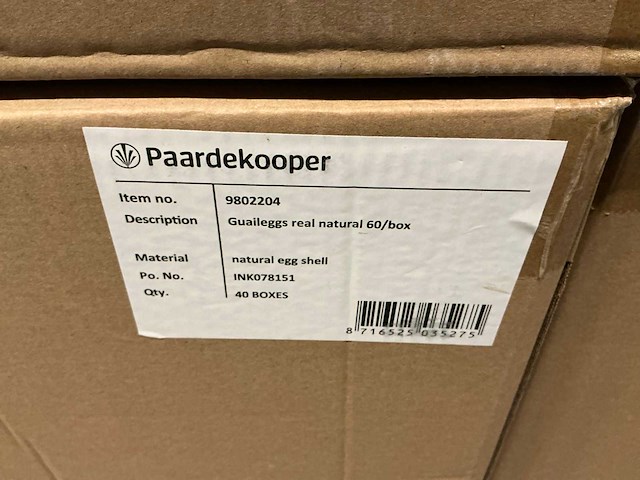 Paardekooper
Item no. 9802204
Description Guaileggs real natural 60/box
Material natural egg shell
Po. No. INK078151
Qty. 40 BOXES
8 716525 035275